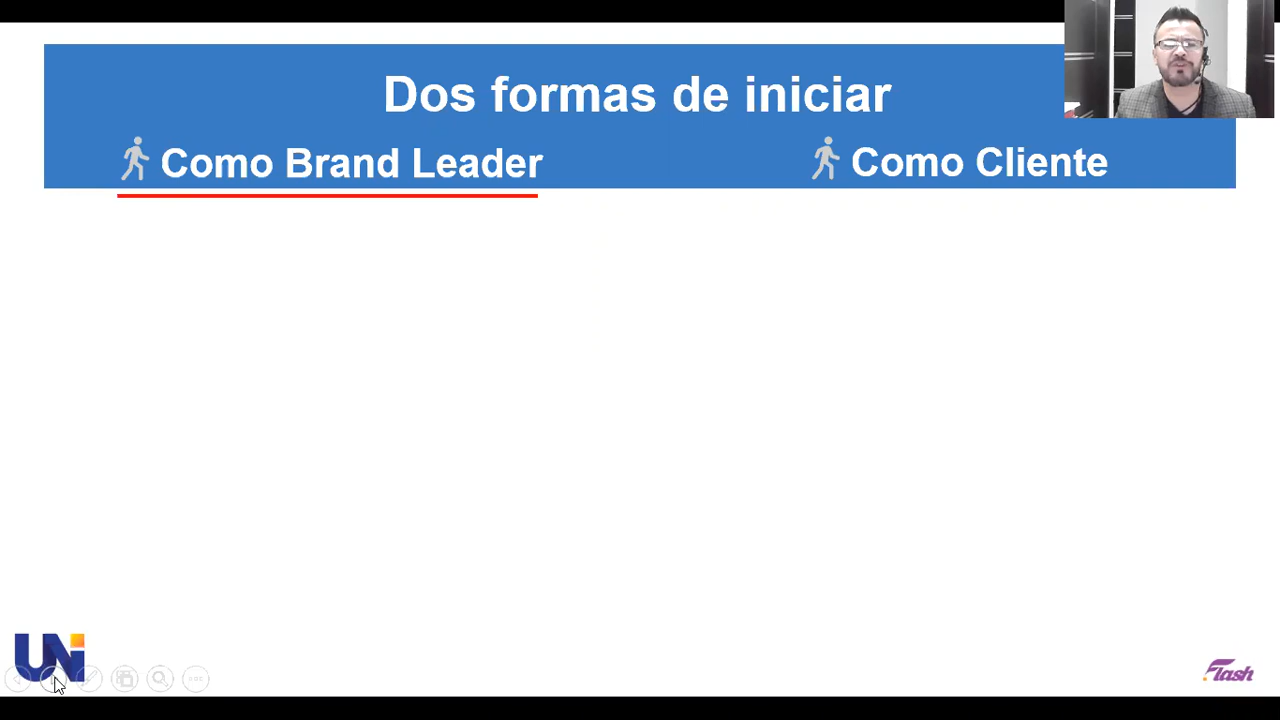 Dos formas de iniciar
Como Brand Leader
Como Cliente
UNi
Flash